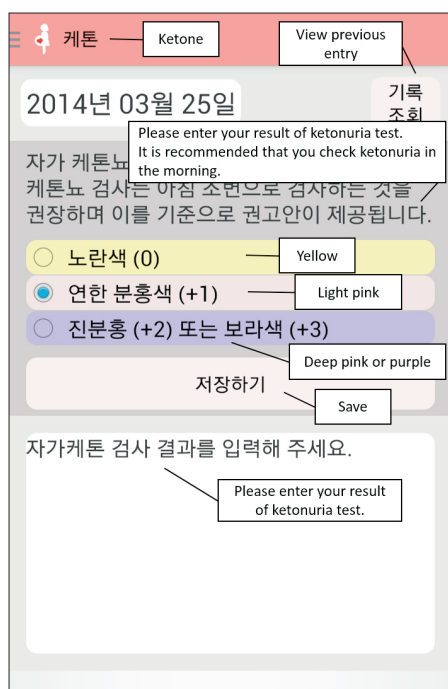 케톤
Ketone
View previous
entry
2014년 03월 25일
기록
조회
Please enter your result of ketonuria test.
It is recommended that you check ketonuria in
the morning.
자가 케톤뇨
케톤뇨 검사는 아침 소변으로 검사하는 것을
권장하며 이를 기준으로 권고안이 제공됩니다.
노란색 (0)
Yellow
연한 분홍색 (+1)
Light pink
진분홍 (+2) 또는 보라색 (+3)
Deep pink or purple
저장하기
Save
자가케톤 검사 결과를 입력해 주세요.
Please enter your result
of ketonuria test.